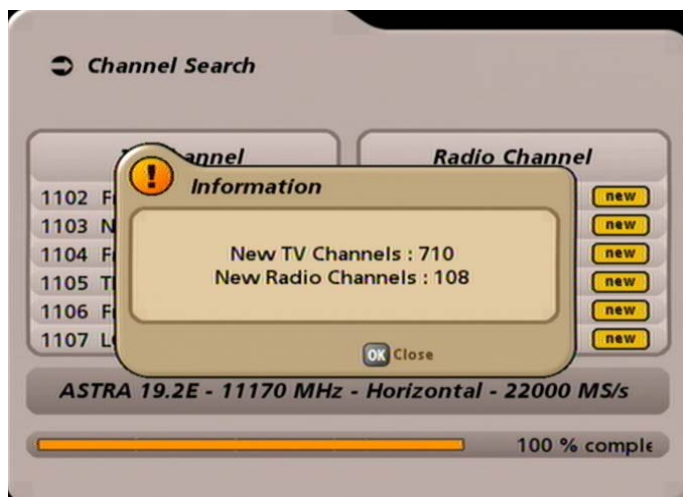 Channel Search
Radio Channel
Information
1102
new
1103
new
New TV Channels : 710
1104
new
New Radio Channels : 108
1105
new
1106
new
1107
new
OK Close
ASTRA 19.2E - 11170 MHz - Horizontal - 22000 MS/s
100 % comple